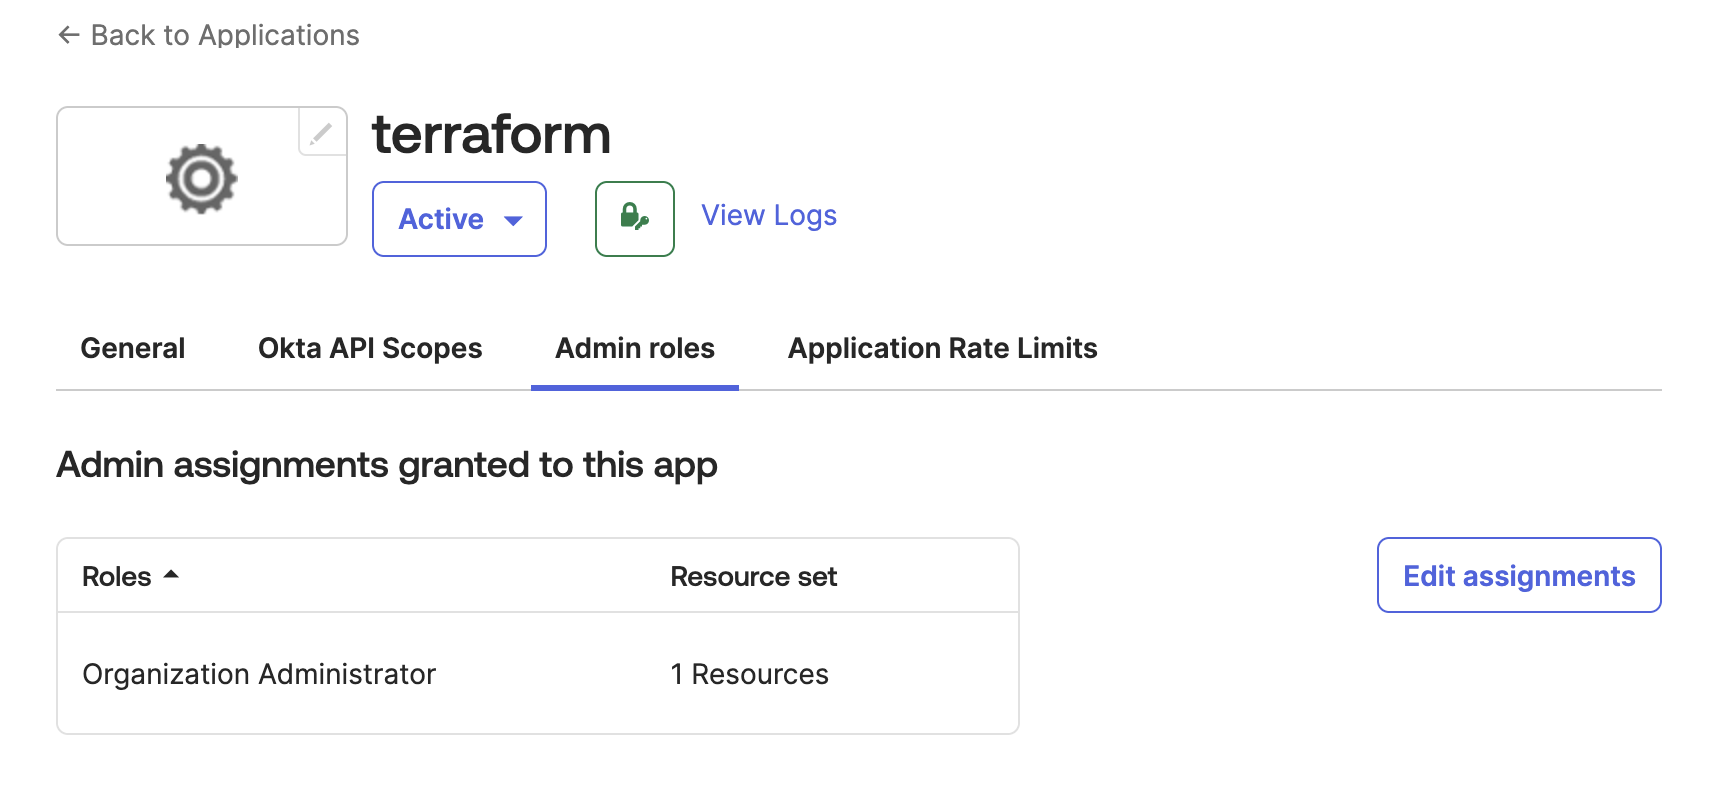 ← Back to Applications
terraform
Active
View Logs
General Okta API Scopes Admin roles Application Rate Limits
Admin assignments granted to this app
Roles Resource set
Edit assignments
Organization Administrator 1 Resources